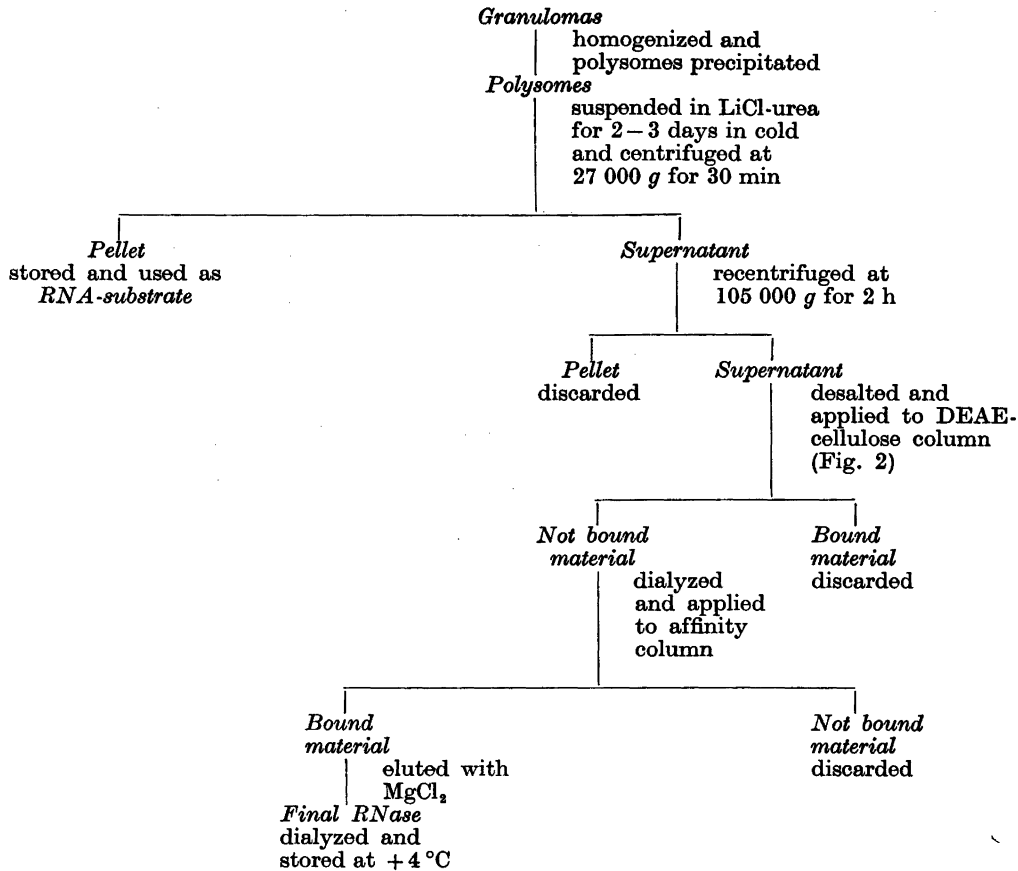 Granulomas
homogenized and
polysomes precipitated
Polysomes
suspended in LiCl-urea
for 2–3 days in cold
and centrifuged at
27 000 g for 30 min
Pellet
stored and used as
RNA-substrate
Supernatant
recentrifuged at
105 000 g for 2 h
Pellet
discarded
Supernatant
desalted and
applied to DEAE-
cellulose column
(Fig. 2)
Not bound
material
dialyzed
and applied
to affinity
column
Bound
material
discarded
Bound
material
eluted with
MgCl₂
Final RNase
dialyzed and
stored at +4 °C
Not bound
material
discarded